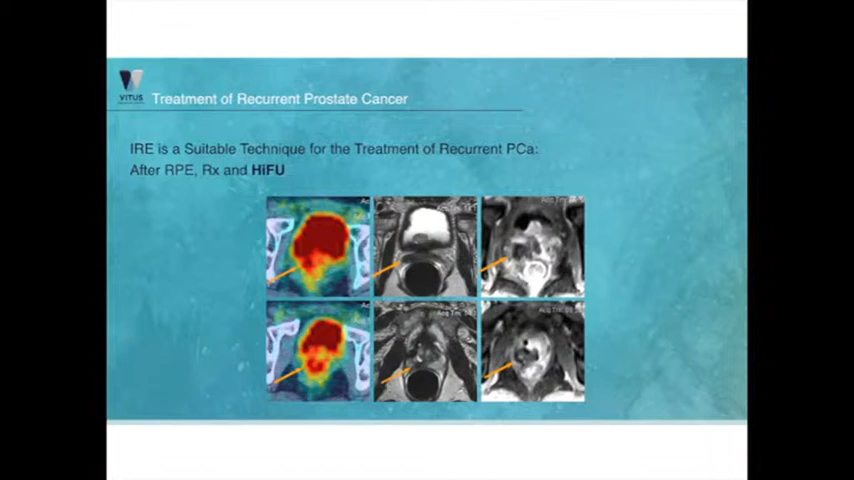 VITUS
Treatment of Recurrent Prostate Cancer
IRE is a Suitable Technique for the Treatment of Recurrent PCa:
After RPE, Rx and HiFU